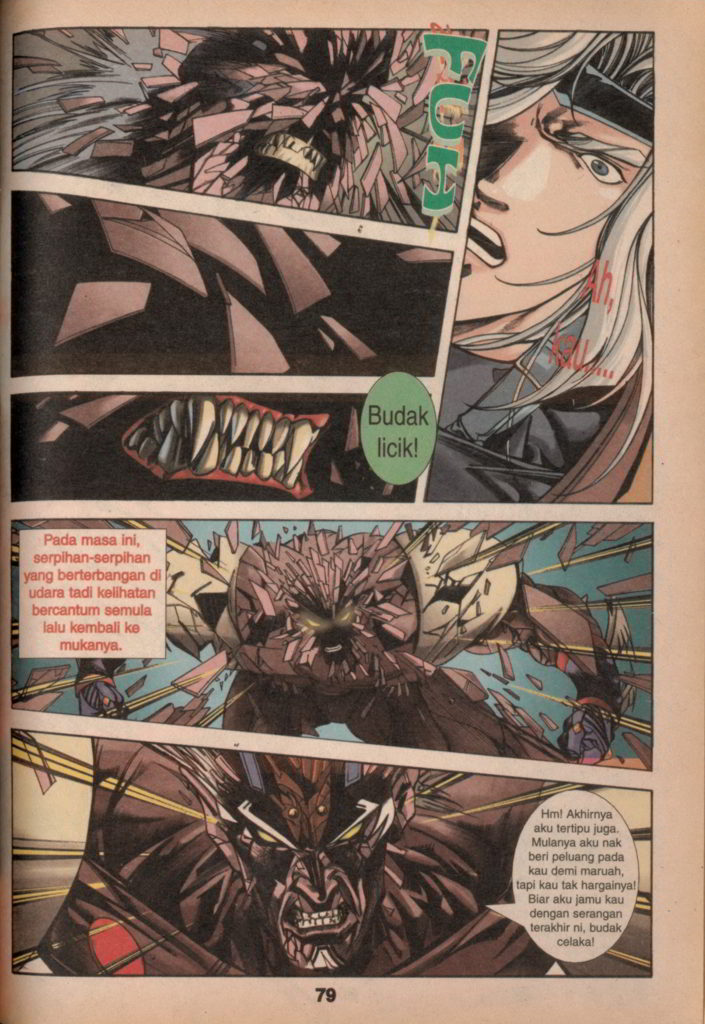 FUA
Ah,
kau.....
Budak
licik!
Pada masa ini,
serpihan-serpihan
yang berterbangan di
udara tadi kelihatan
bercantum semula
lalu kembali ke
mukanya.
Hm! Akhirnya
aku tertipu juga.
Mulanya aku nak
beri peluang pada
kau demi maruah,
tapi kau tak hargainya!
Biar aku jamu kau
dengan serangan
terakhir ni, budak
celaka!
79